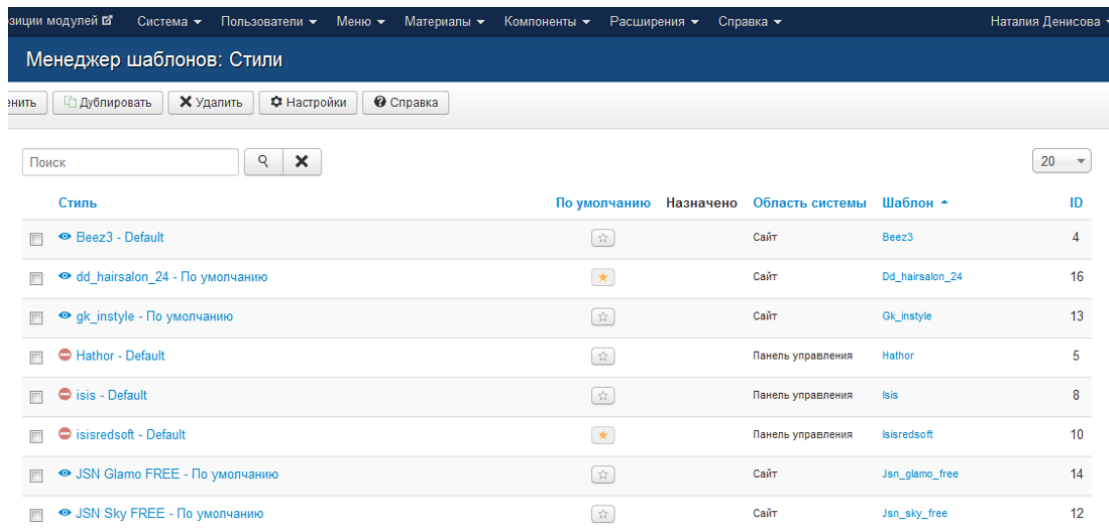 зиции модулей Система Пользователи Меню Материалы Компоненты Расширения Справка Наталия Денисова
Менеджер шаблонов: Стили
енить Дублировать Удалить Настройки Справка
Поиск 20
Стиль По умолчанию Назначено Область системы Шаблон ID
Beez3 - Default Сайт Beez3 4
dd_hairsalon_24 - По умолчанию Сайт Dd_hairsalon_24 16
gk_instyle - По умолчанию Сайт Gk_instyle 13
Hathor - Default Панель управления Hathor 5
isis - Default Панель управления Isis 8
isisredsoft - Default Панель управления Isisredsoft 10
JSN Glamo FREE - По умолчанию Сайт Jsn_glamo_free 14
JSN Sky FREE - По умолчанию Сайт Jsn_sky_free 12